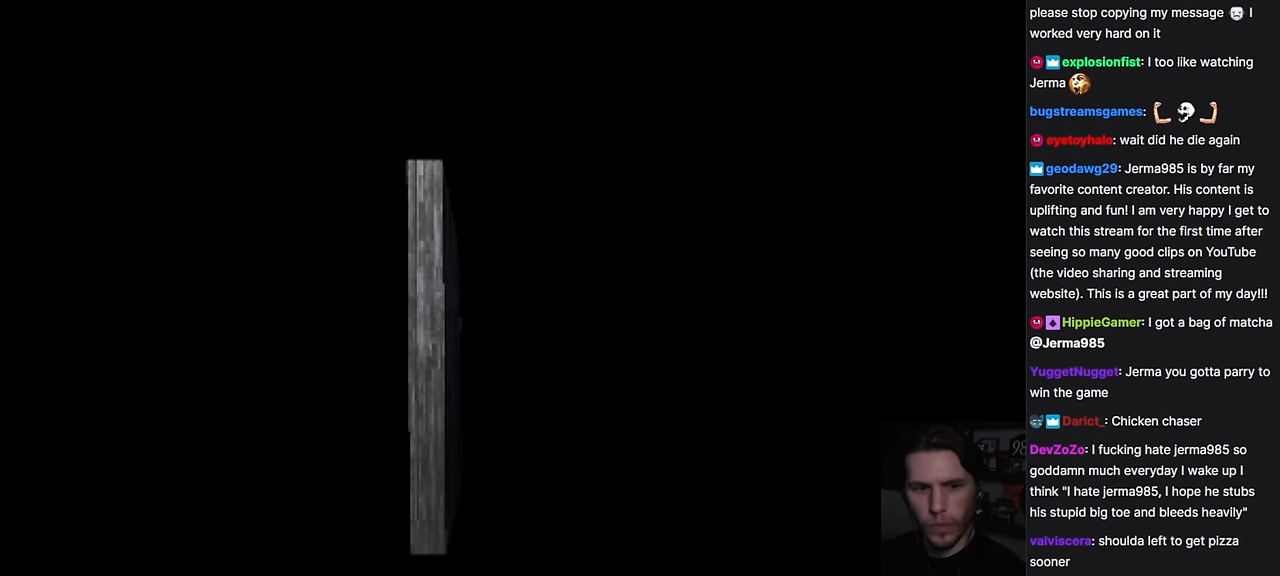 please stop copying my message I
worked very hard on it
explosionfist: I too like watching
Jerma
bugstreamsgames:
eyetoyhalo: wait did he die again
geodawg29: Jerma985 is by far my
favorite content creator. His content is
uplifting and fun! I am very happy I get to
watch this stream for the first time after
seeing so many good clips on YouTube
(the video sharing and streaming
website). This is a great part of my day!!!
HippieGamer: I got a bag of matcha
@Jerma985
YuggetNugget: Jerma you gotta parry to
win the game
Darict_: Chicken chaser
DevZoZo: I fucking hate jerma985 so
goddamn much everyday I wake up I
think "I hate jerma985, I hope he stubs
his stupid big toe and bleeds heavily"
valviscera: shoulda left to get pizza
sooner
98